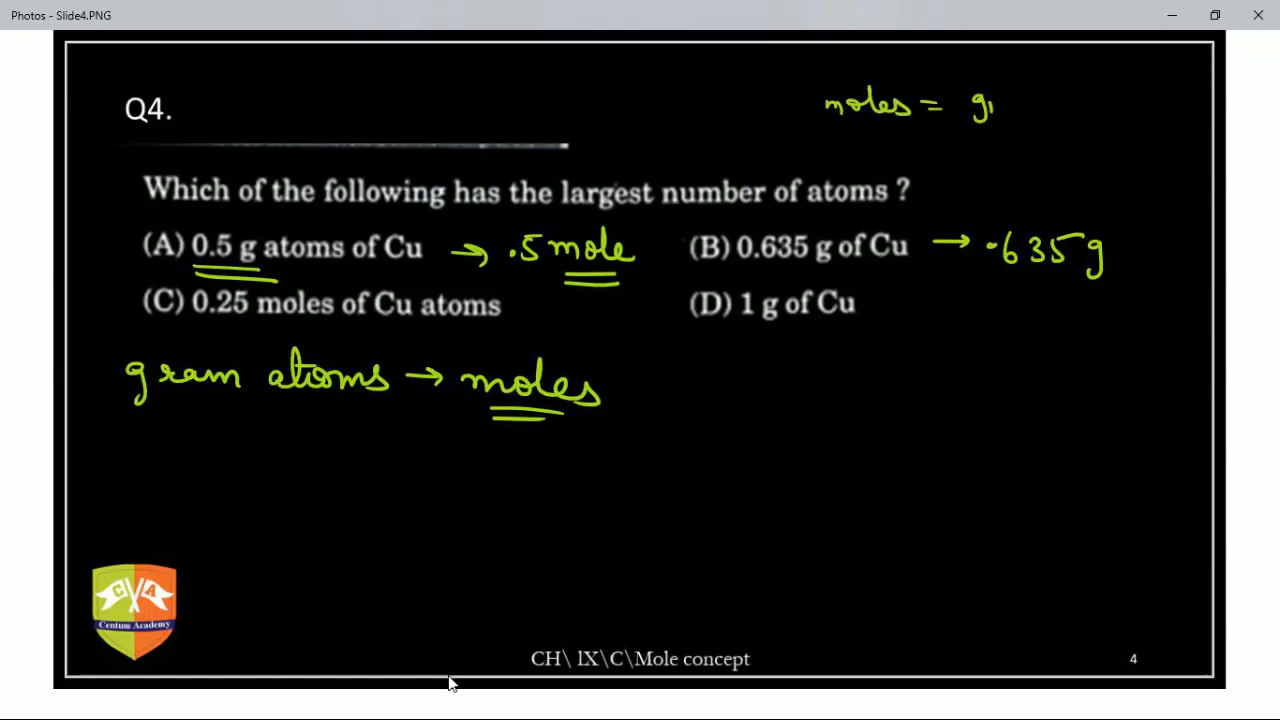 Photos - Slide4.PNG
Q4.
moles = g
Which of the following has the largest number of atoms ?
(A) 0.5 g atoms of Cu → .5 mole
(B) 0.635 g of Cu → .635 g
(C) 0.25 moles of Cu atoms
(D) 1 g of Cu
gram atoms → moles
C A
Centum Academy
CH\ lX\C\Mole concept
4